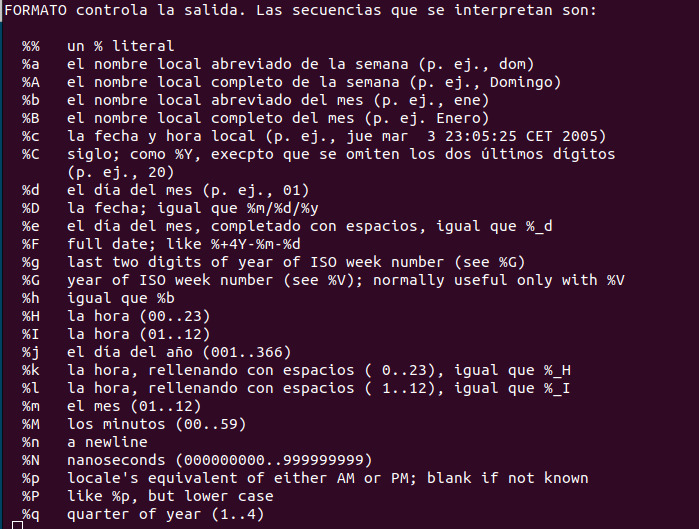 FORMATO controla la salida. Las secuencias que se interpretan son:
%% un % literal
%a el nombre local abreviado de la semana (p. ej., dom)
%A el nombre local completo de la semana (p. ej., Domingo)
%b el nombre local abreviado del mes (p. ej., ene)
%B el nombre local completo del mes (p. ej. Enero)
%c la fecha y hora local (p. ej., jue mar  3 23:05:25 CET 2005)
%C siglo; como %Y, execpto que se omiten los dos últimos dígitos
(p. ej., 20)
%d el día del mes (p. ej., 01)
%D la fecha; igual que %m/%d/%y
%e el día del mes, completado con espacios, igual que %_d
%F full date; like %+4Y-%m-%d
%g last two digits of year of ISO week number (see %G)
%G year of ISO week number (see %V); normally useful only with %V
%h igual que %b
%H la hora (00..23)
%I la hora (01..12)
%j el día del año (001..366)
%k la hora, rellenando con espacios ( 0..23), igual que %_H
%l la hora, rellenando con espacios ( 1..12), igual que %_I
%m el mes (01..12)
%M los minutos (00..59)
%n a newline
%N nanoseconds (000000000..999999999)
%p locale's equivalent of either AM or PM; blank if not known
%P like %p, but lower case
%q quarter of year (1..4)